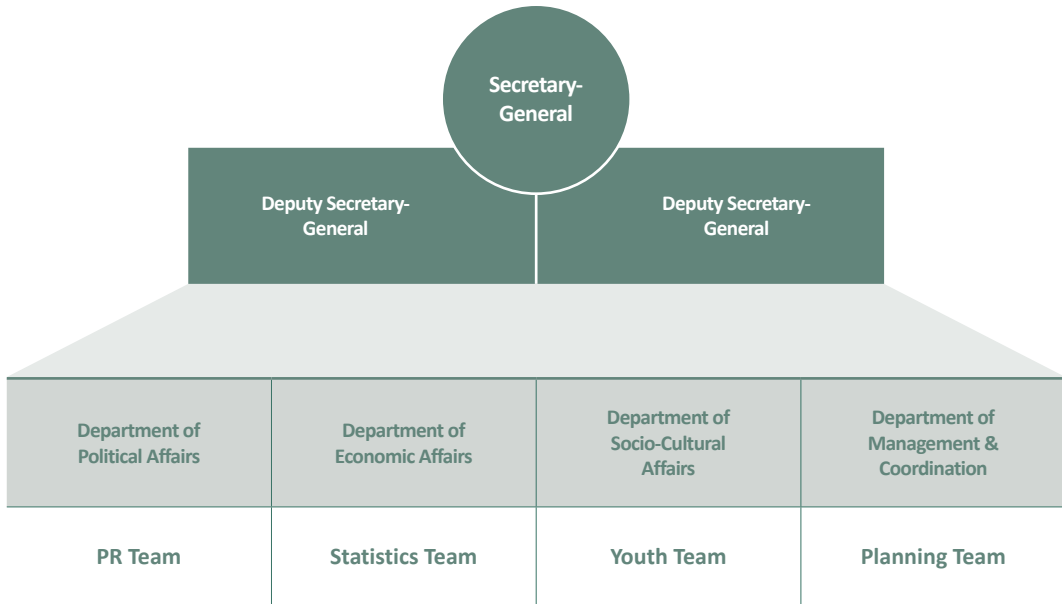 Secretary-
General
Deputy Secretary-
General
Deputy Secretary-
General
Department of
Political Affairs
Department of
Economic Affairs
Department of
Socio-Cultural
Affairs
Department of
Management &
Coordination
PR Team
Statistics Team
Youth Team
Planning Team